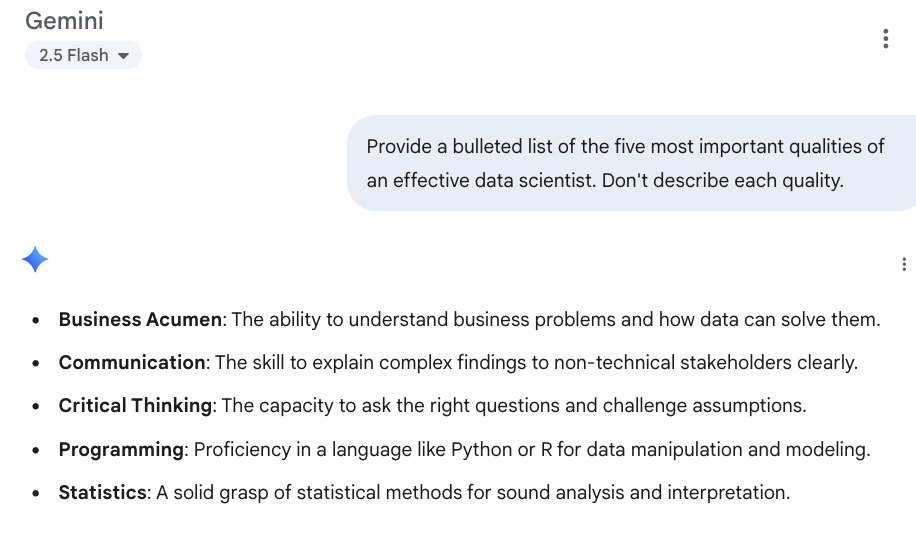 Gemini
2.5 Flash
Provide a bulleted list of the five most important qualities of
an effective data scientist. Don't describe each quality.
• Business Acumen: The ability to understand business problems and how data can solve them.
• Communication: The skill to explain complex findings to non-technical stakeholders clearly.
• Critical Thinking: The capacity to ask the right questions and challenge assumptions.
• Programming: Proficiency in a language like Python or R for data manipulation and modeling.
• Statistics: A solid grasp of statistical methods for sound analysis and interpretation.